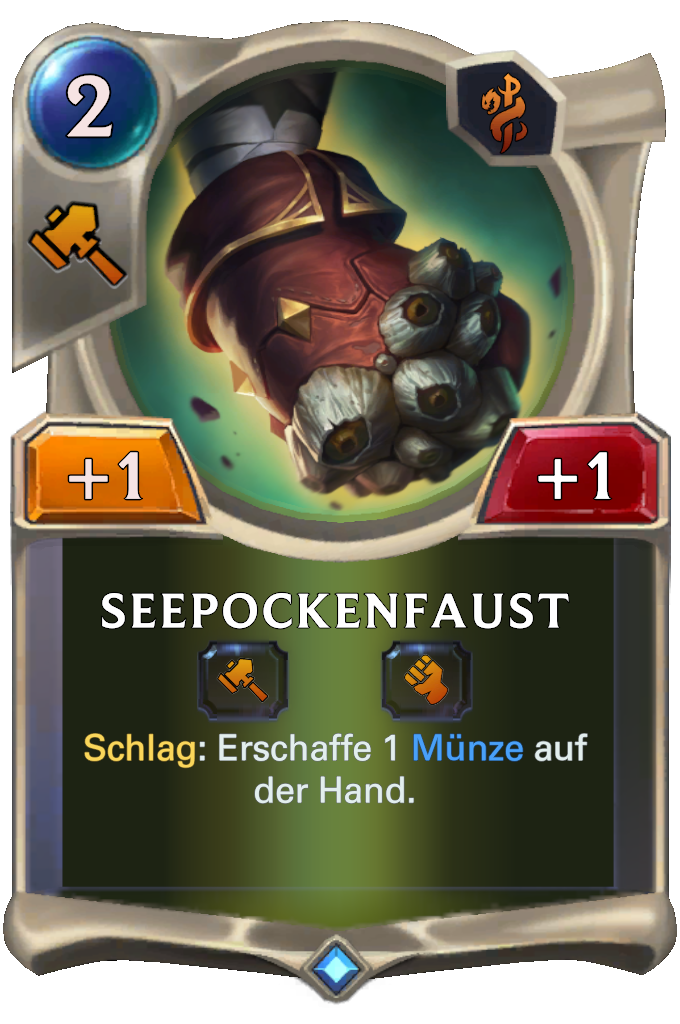 2
+1
+1
SEEPOCKENFAUST
Schlag: Erschaffe 1 Münze auf
der Hand.